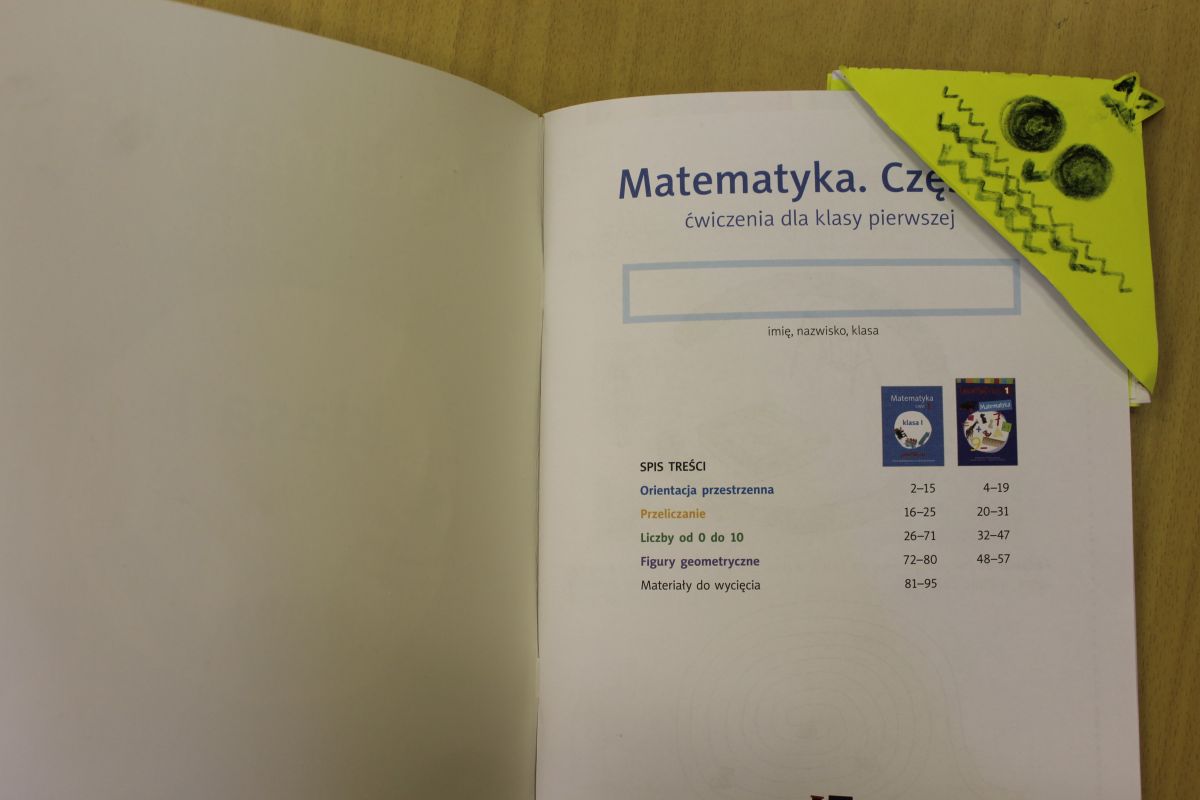 Matematyka. Czę
ćwiczenia dla klasy pierwszej
imię, nazwisko, klasa
Matematyka
klasa I
1
Matematyka
SPIS TREŚCI
Orientacja przestrzenna 2–15 4–19
Przeliczanie 16–25 20–31
Liczby od 0 do 10 26–71 32–47
Figury geometryczne 72–80 48–57
Materiały do wycięcia 81–95